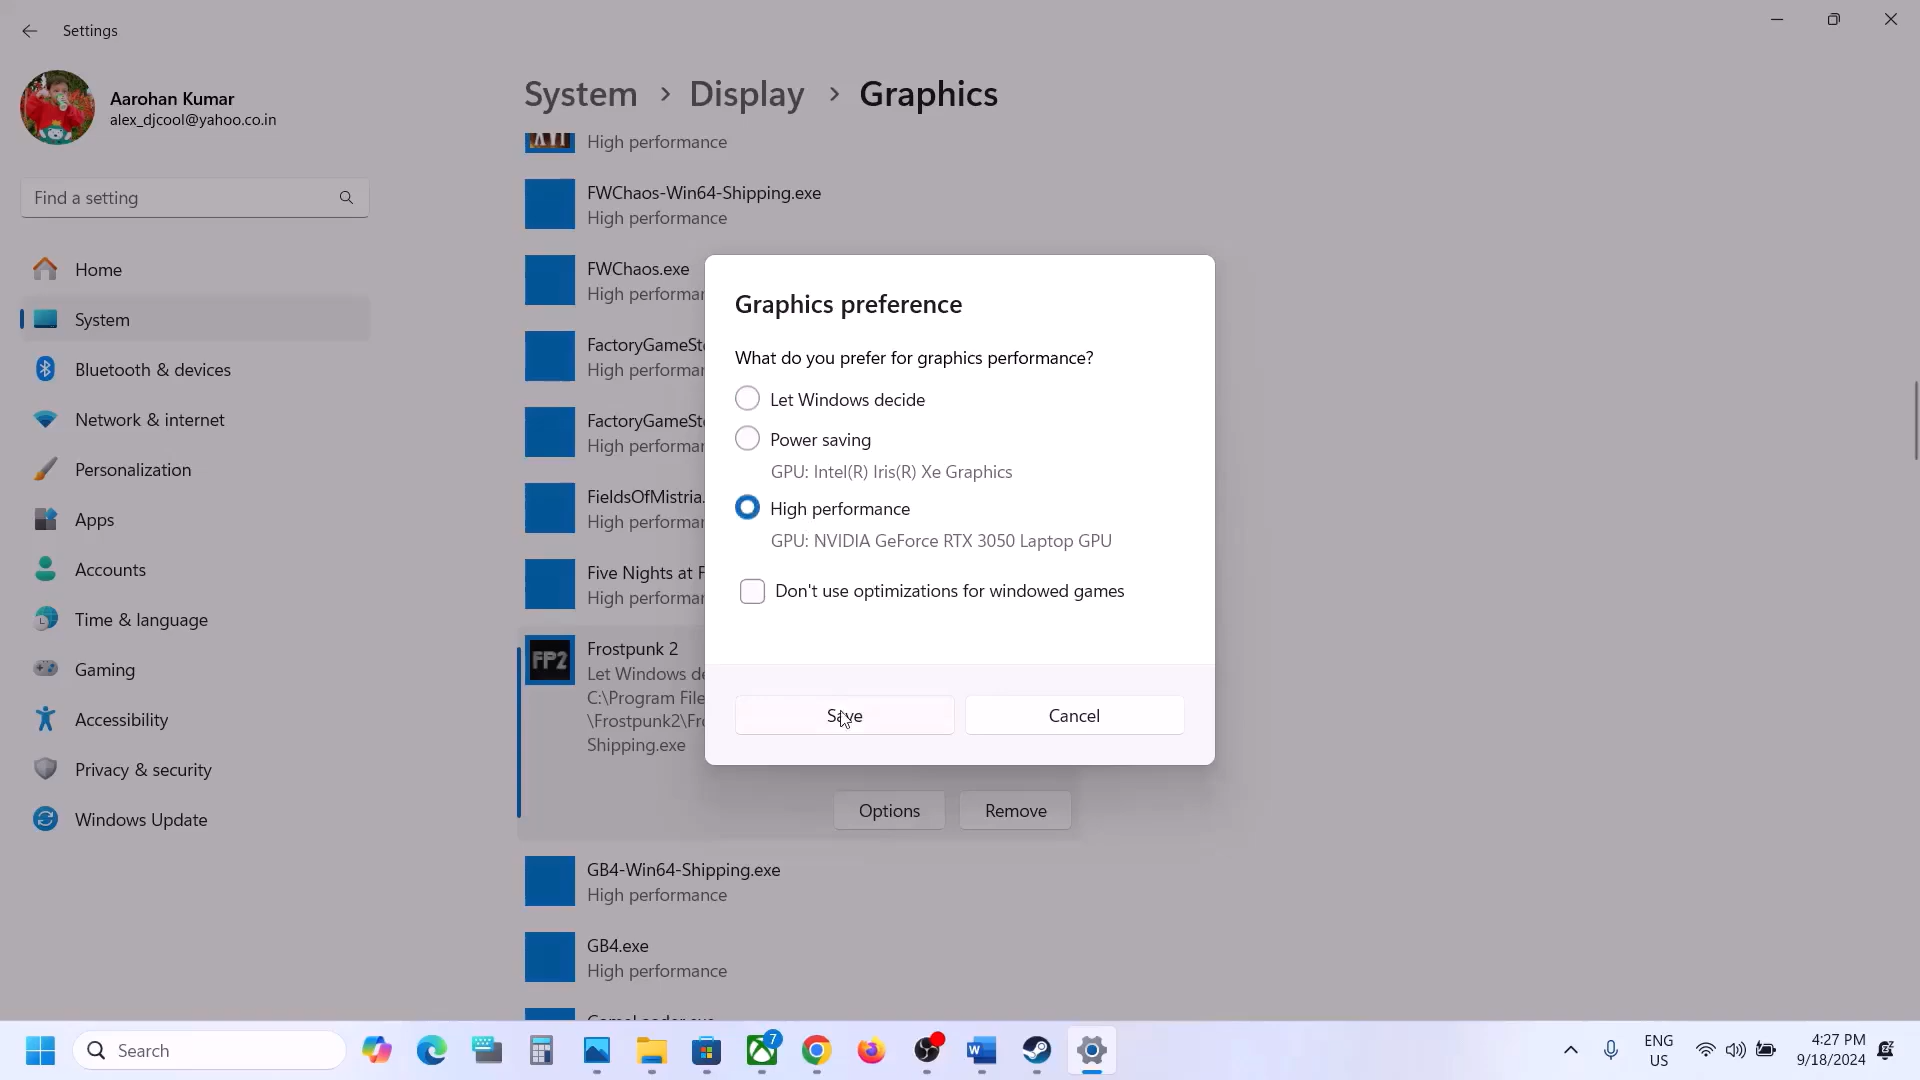 Settings
Aarohan Kumar
alex_djcool@yahoo.co.in
Find a setting
Home
System
Bluetooth & devices
Network & internet
Personalization
Apps
Accounts
Time & language
Gaming
Accessibility
Privacy & security
Windows Update
System > Display > Graphics
High performance
FWChaos-Win64-Shipping.exe
High performance
FWChaos.exe
High performan
FactoryGameSte
High performan
FactoryGameSte
High performan
FieldsOfMistria.
High performan
Five Nights at F
High performan
FP2
Frostpunk 2
Let Windows de
C:\Program File
\Frostpunk2\Fro
Shipping.exe
Options
Remove
GB4-Win64-Shipping.exe
High performance
GB4.exe
High performance
Graphics preference
What do you prefer for graphics performance?
Let Windows decide
Power saving
GPU: Intel(R) Iris(R) Xe Graphics
High performance
GPU: NVIDIA GeForce RTX 3050 Laptop GPU
Don't use optimizations for windowed games
Save
Cancel
Search
7
ENG
US
4:27 PM
9/18/2024